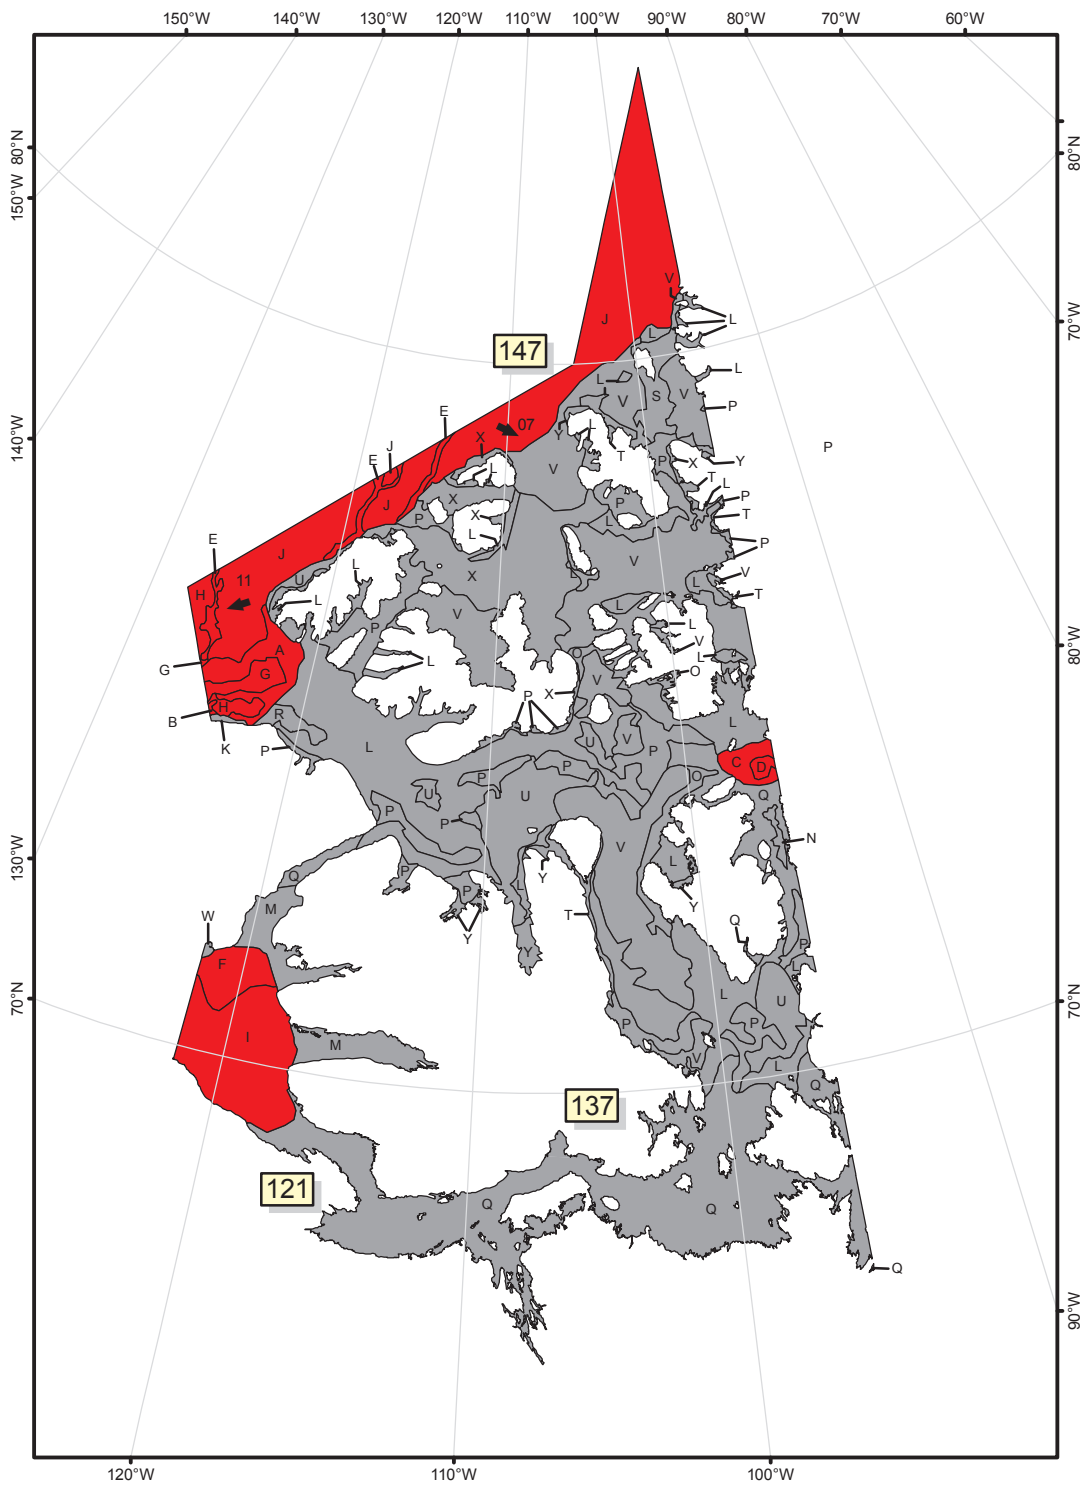 150°W 140°W 130°W 120°W 110°W 100°W 90°W 80°W 70°W 60°W
80°N
80°N
150°W
V
L
J
L
70°W
147
L
L
V
S
V
P
E
07
Y
L
140°W
J
X
T
P
E
L
V
P
X
Y
T
L
J
X
P
P
P
X
L
T
E
L
P
J
V
11
U
X
L
L
V
H
L
L
T
V
P
L
V
A
O
L
80°W
G
G
L
V
O
P
X
B
H
R
L
K
P
L
U
V
P
C
D
P
P
O
U
U
Q
P
P
N
130°W
V
L
Q
P
P
L
Y
M
Y
T
Q
W
Y
P
F
Y
L
L
U
70°N
70°N
I
P
P
M
V
L
Q
137
121
Q
Q
Q
90°W
120°W 110°W 100°W